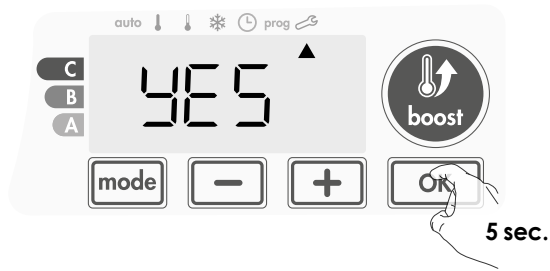 auto prog
C
YES
B
A
boost
mode - + OK
5 sec.